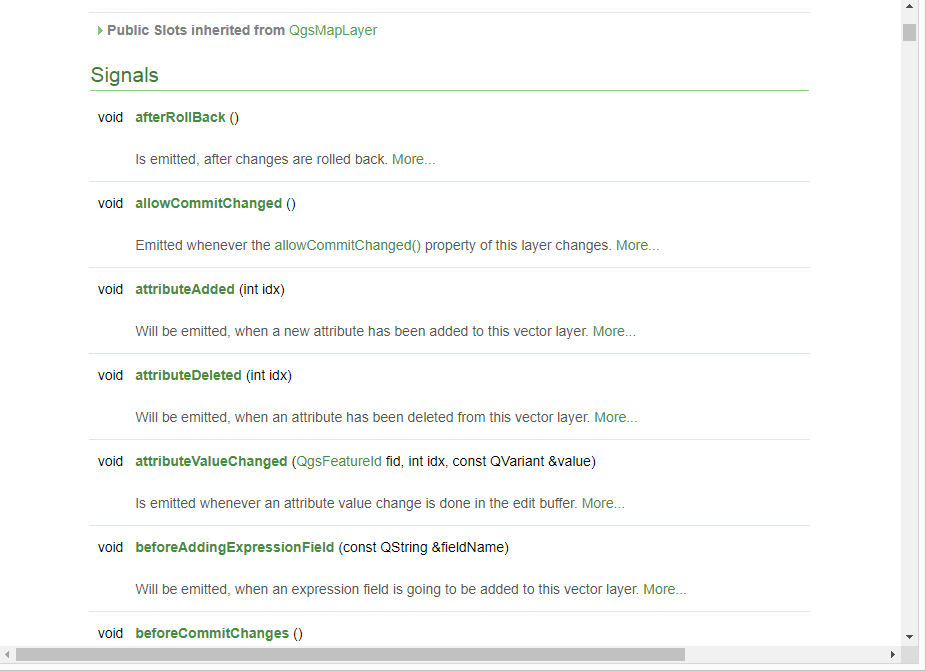 Public Slots inherited from QgsMapLayer
Signals
void afterRollBack ()
Is emitted, after changes are rolled back. More...
void allowCommitChanged ()
Emitted whenever the allowCommitChanged() property of this layer changes. More...
void attributeAdded (int idx)
Will be emitted, when a new attribute has been added to this vector layer. More...
void attributeDeleted (int idx)
Will be emitted, when an attribute has been deleted from this vector layer. More...
void attributeValueChanged (QgsFeatureId fid, int idx, const QVariant &value)
Is emitted whenever an attribute value change is done in the edit buffer. More...
void beforeAddingExpressionField (const QString &fieldName)
Will be emitted, when an expression field is going to be added to this vector layer. More...
void beforeCommitChanges ()